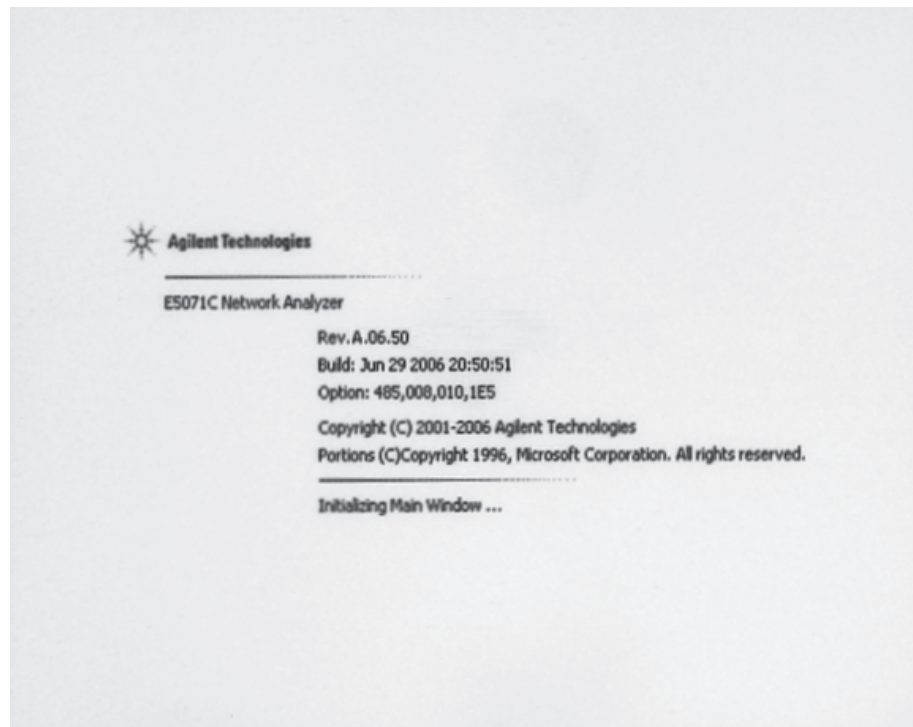 Agilent Technologies
E5071C Network Analyzer
Rev.A.06.50
Build: Jun 29 2006 20:50:51
Option: 485,008,010,1E5
Copyright (C) 2001-2006 Agilent Technologies
Portions (C)Copyright 1996, Microsoft Corporation. All rights reserved.
Initializing Main Window ...